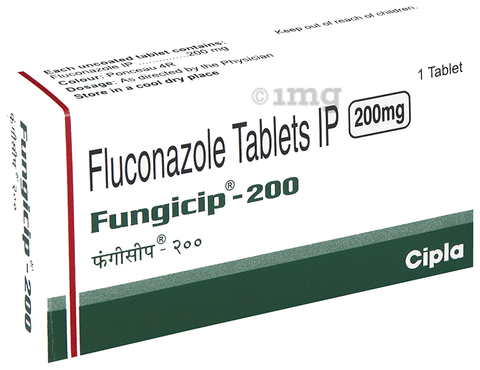 Each uncoated tablet contains:
Fluconazole IP ............... 200 mg
Colour: Ponceau 4R
Dosage: As directed by the Physician
Store in a cool dry place
Keep out of reach of children.
1mg
1 Tablet
Fluconazole Tablets IP 200mg
Fungicip®-200
फंगीसीप®-२००
Cipla
Fungicip®-200
फंगीसीप®-२००